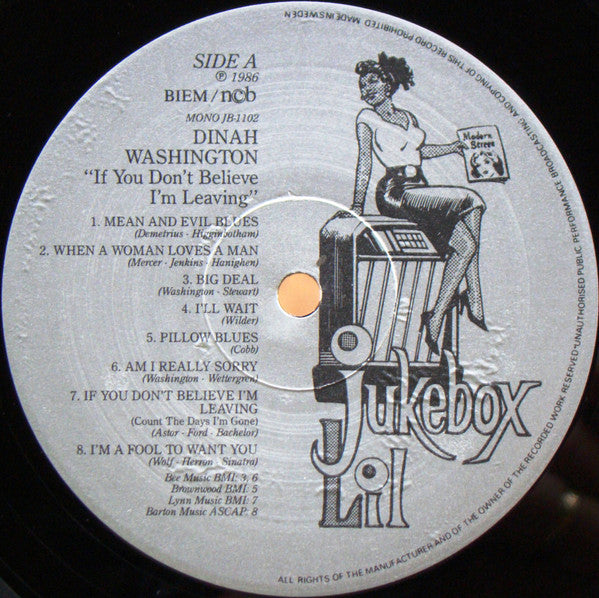 SIDE A
℗ 1986
BIEM / ncb
MONO JB-1102
DINAH
WASHINGTON
"If You Don't Believe
I'm Leaving"
1. MEAN AND EVIL BLUES
(Demetrius - Higginbotham)
2. WHEN A WOMAN LOVES A MAN
(Mercer - Jenkins - Hanighen)
3. BIG DEAL
(Washington - Stewart)
4. I'LL WAIT
(Wilder)
5. PILLOW BLUES
(Cobb)
6. AM I REALLY SORRY
(Washington - Wettergren)
7. IF YOU DON'T BELIEVE I'M
LEAVING
(Count The Days I'm Gone)
(Astor - Ford - Bachelor)
8. I'M A FOOL TO WANT YOU
(Wolf - Herron - Sinatra)
Bee Music BMI: 3, 6
Brownwood BMI: 5
Lynn Music BMI: 7
Barton Music ASCAP: 8
Modern
Street
Jukebox
Lil
ALL RIGHTS OF THE MANUFACTURER AND OF THE OWNER OF THE RECORDED WORK RESERVED • UNAUTHORISED PUBLIC PERFORMANCE BROADCASTING AND COPYING OF THIS RECORD PROHIBITED MADE IN SWEDEN